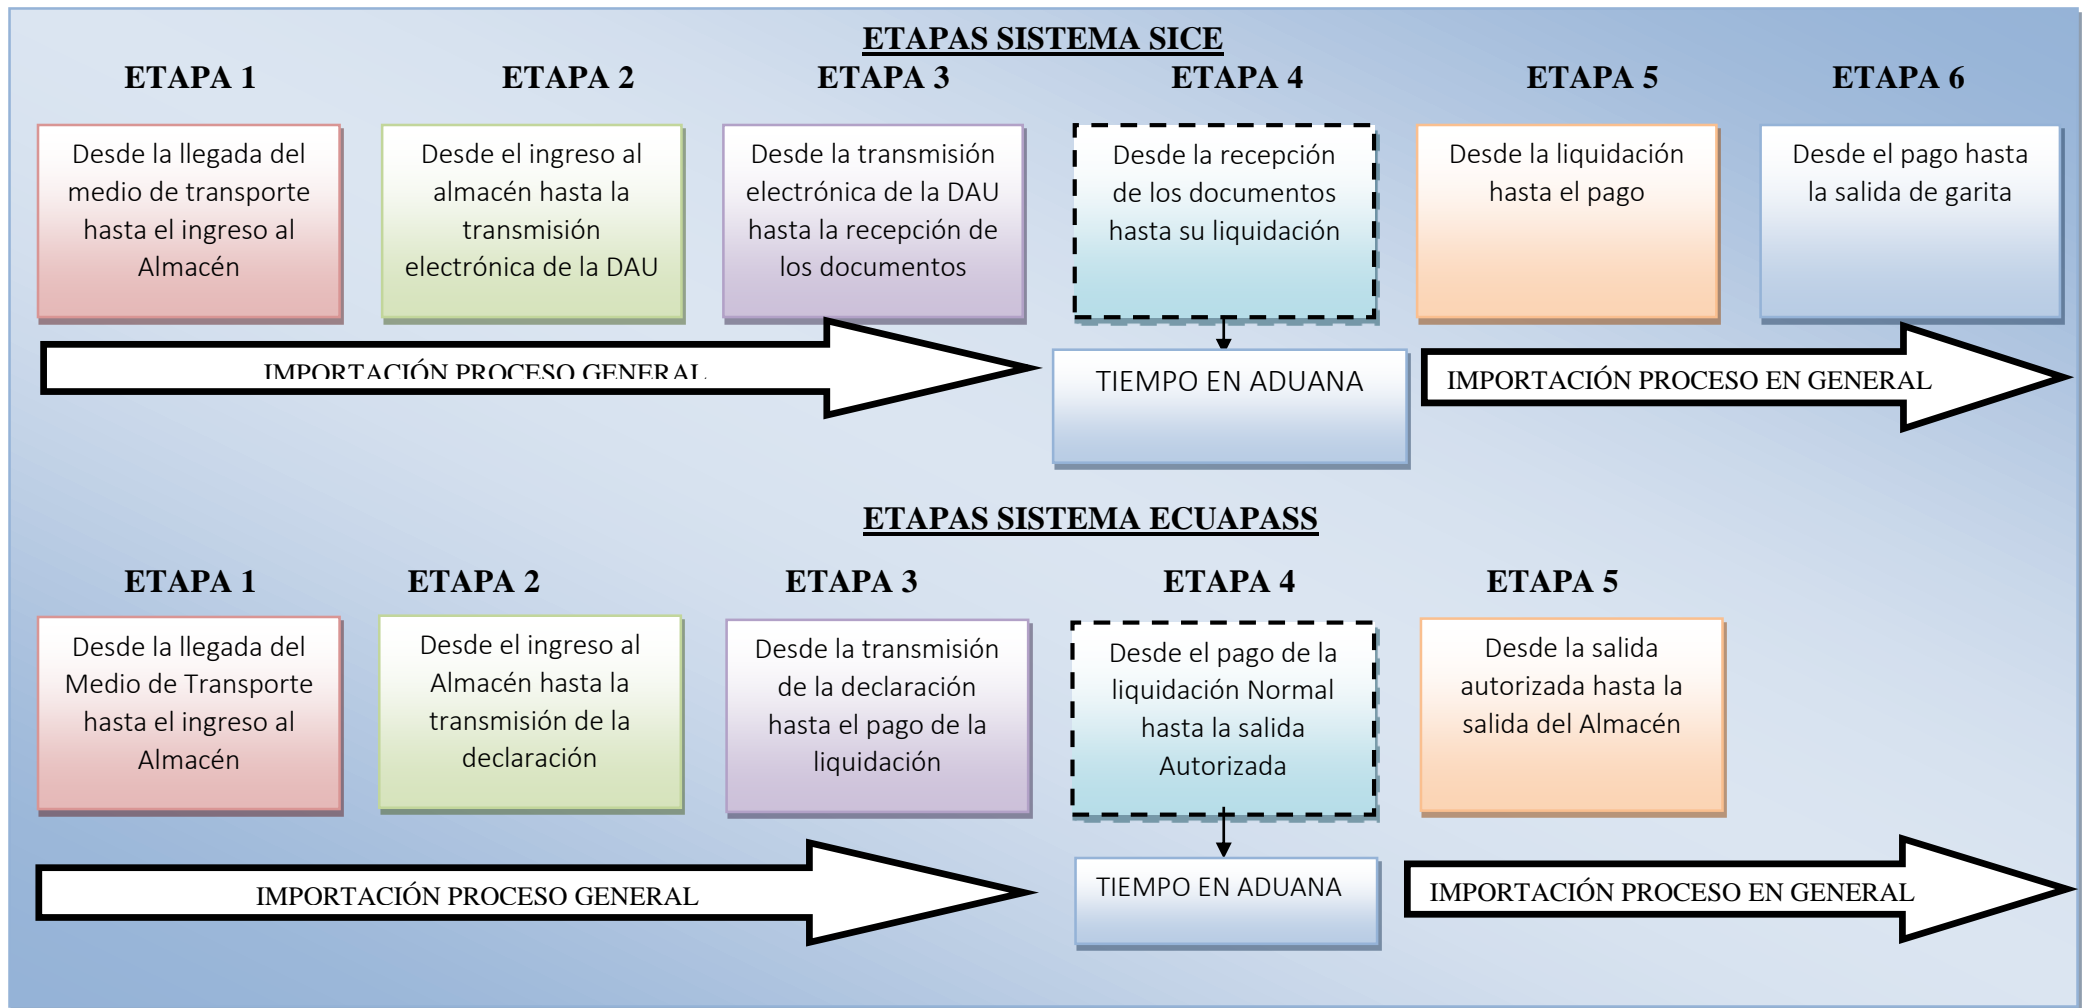 ETAPAS SISTEMA SICE
ETAPA 1
ETAPA 2
ETAPA 3
ETAPA 4
ETAPA 5
ETAPA 6
Desde la llegada del
medio de transporte
hasta el ingreso al
Almacén
Desde el ingreso al
almacén hasta la
transmisión
electrónica de la DAU
Desde la transmisión
electrónica de la DAU
hasta la recepción de
los documentos
Desde la recepción
de los documentos
hasta su liquidación
Desde la liquidación
hasta el pago
Desde el pago hasta
la salida de garita
IMPORTACIÓN PROCESO GENERAL
TIEMPO EN ADUANA
IMPORTACIÓN PROCESO EN GENERAL
ETAPAS SISTEMA ECUAPASS
ETAPA 1
ETAPA 2
ETAPA 3
ETAPA 4
ETAPA 5
Desde la llegada del
Medio de Transporte
hasta el ingreso al
Almacén
Desde el ingreso al
Almacén hasta la
transmisión de la
declaración
Desde la transmisión
de la declaración
hasta el pago de la
liquidación
Desde el pago de la
liquidación Normal
hasta la salida
Autorizada
Desde la salida
autorizada hasta la
salida del Almacén
IMPORTACIÓN PROCESO GENERAL
TIEMPO EN ADUANA
IMPORTACIÓN PROCESO EN GENERAL